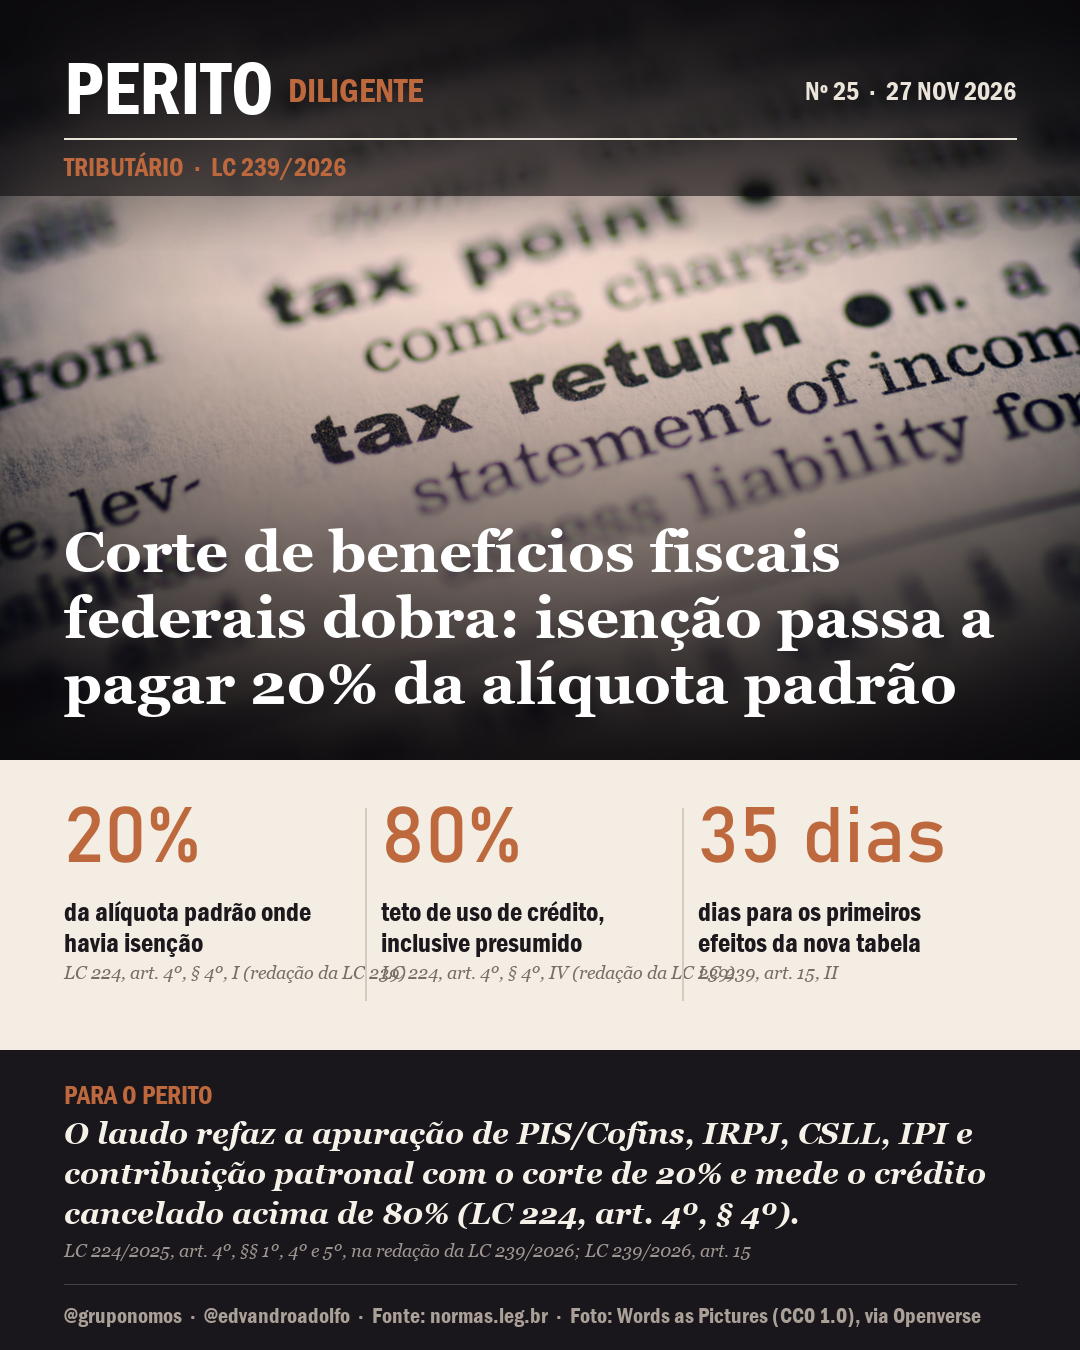 PERITO DILIGENTE
Nº 25 · 27 NOV 2026
TRIBUTÁRIO · LC 239/2026
tax point ● n.
comes chargeable on
from
tax return ● n. a
statement of incom
ess liability for
e, lev-
Corte de benefícios fiscais
federais dobra: isenção passa a
pagar 20% da alíquota padrão
20%
da alíquota padrão onde
havia isenção
LC 224, art. 4º, § 4º, I (redação da LC 239)
80%
teto de uso de crédito,
inclusive presumido
LC 224, art. 4º, § 4º, IV (redação da LC 239)
35 dias
dias para os primeiros
efeitos da nova tabela
LC 239, art. 15, II
PARA O PERITO
O laudo refaz a apuração de PIS/Cofins, IRPJ, CSLL, IPI e
contribuição patronal com o corte de 20% e mede o crédito
cancelado acima de 80% (LC 224, art. 4º, § 4º).
LC 224/2025, art. 4º, §§ 1º, 4º e 5º, na redação da LC 239/2026; LC 239/2026, art. 15
@gruponomos · @edvandroadolfo · Fonte: normas.leg.br · Foto: Words as Pictures (CC0 1.0), via Openverse